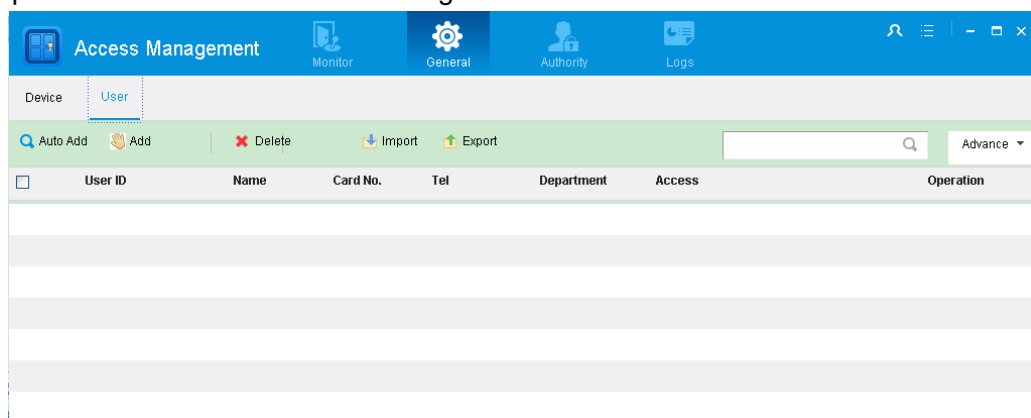 Access Management
Monitor General Authority Logs
Device User
Auto Add Add Delete Import Export Advance
User ID Name Card No. Tel Department Access Operation